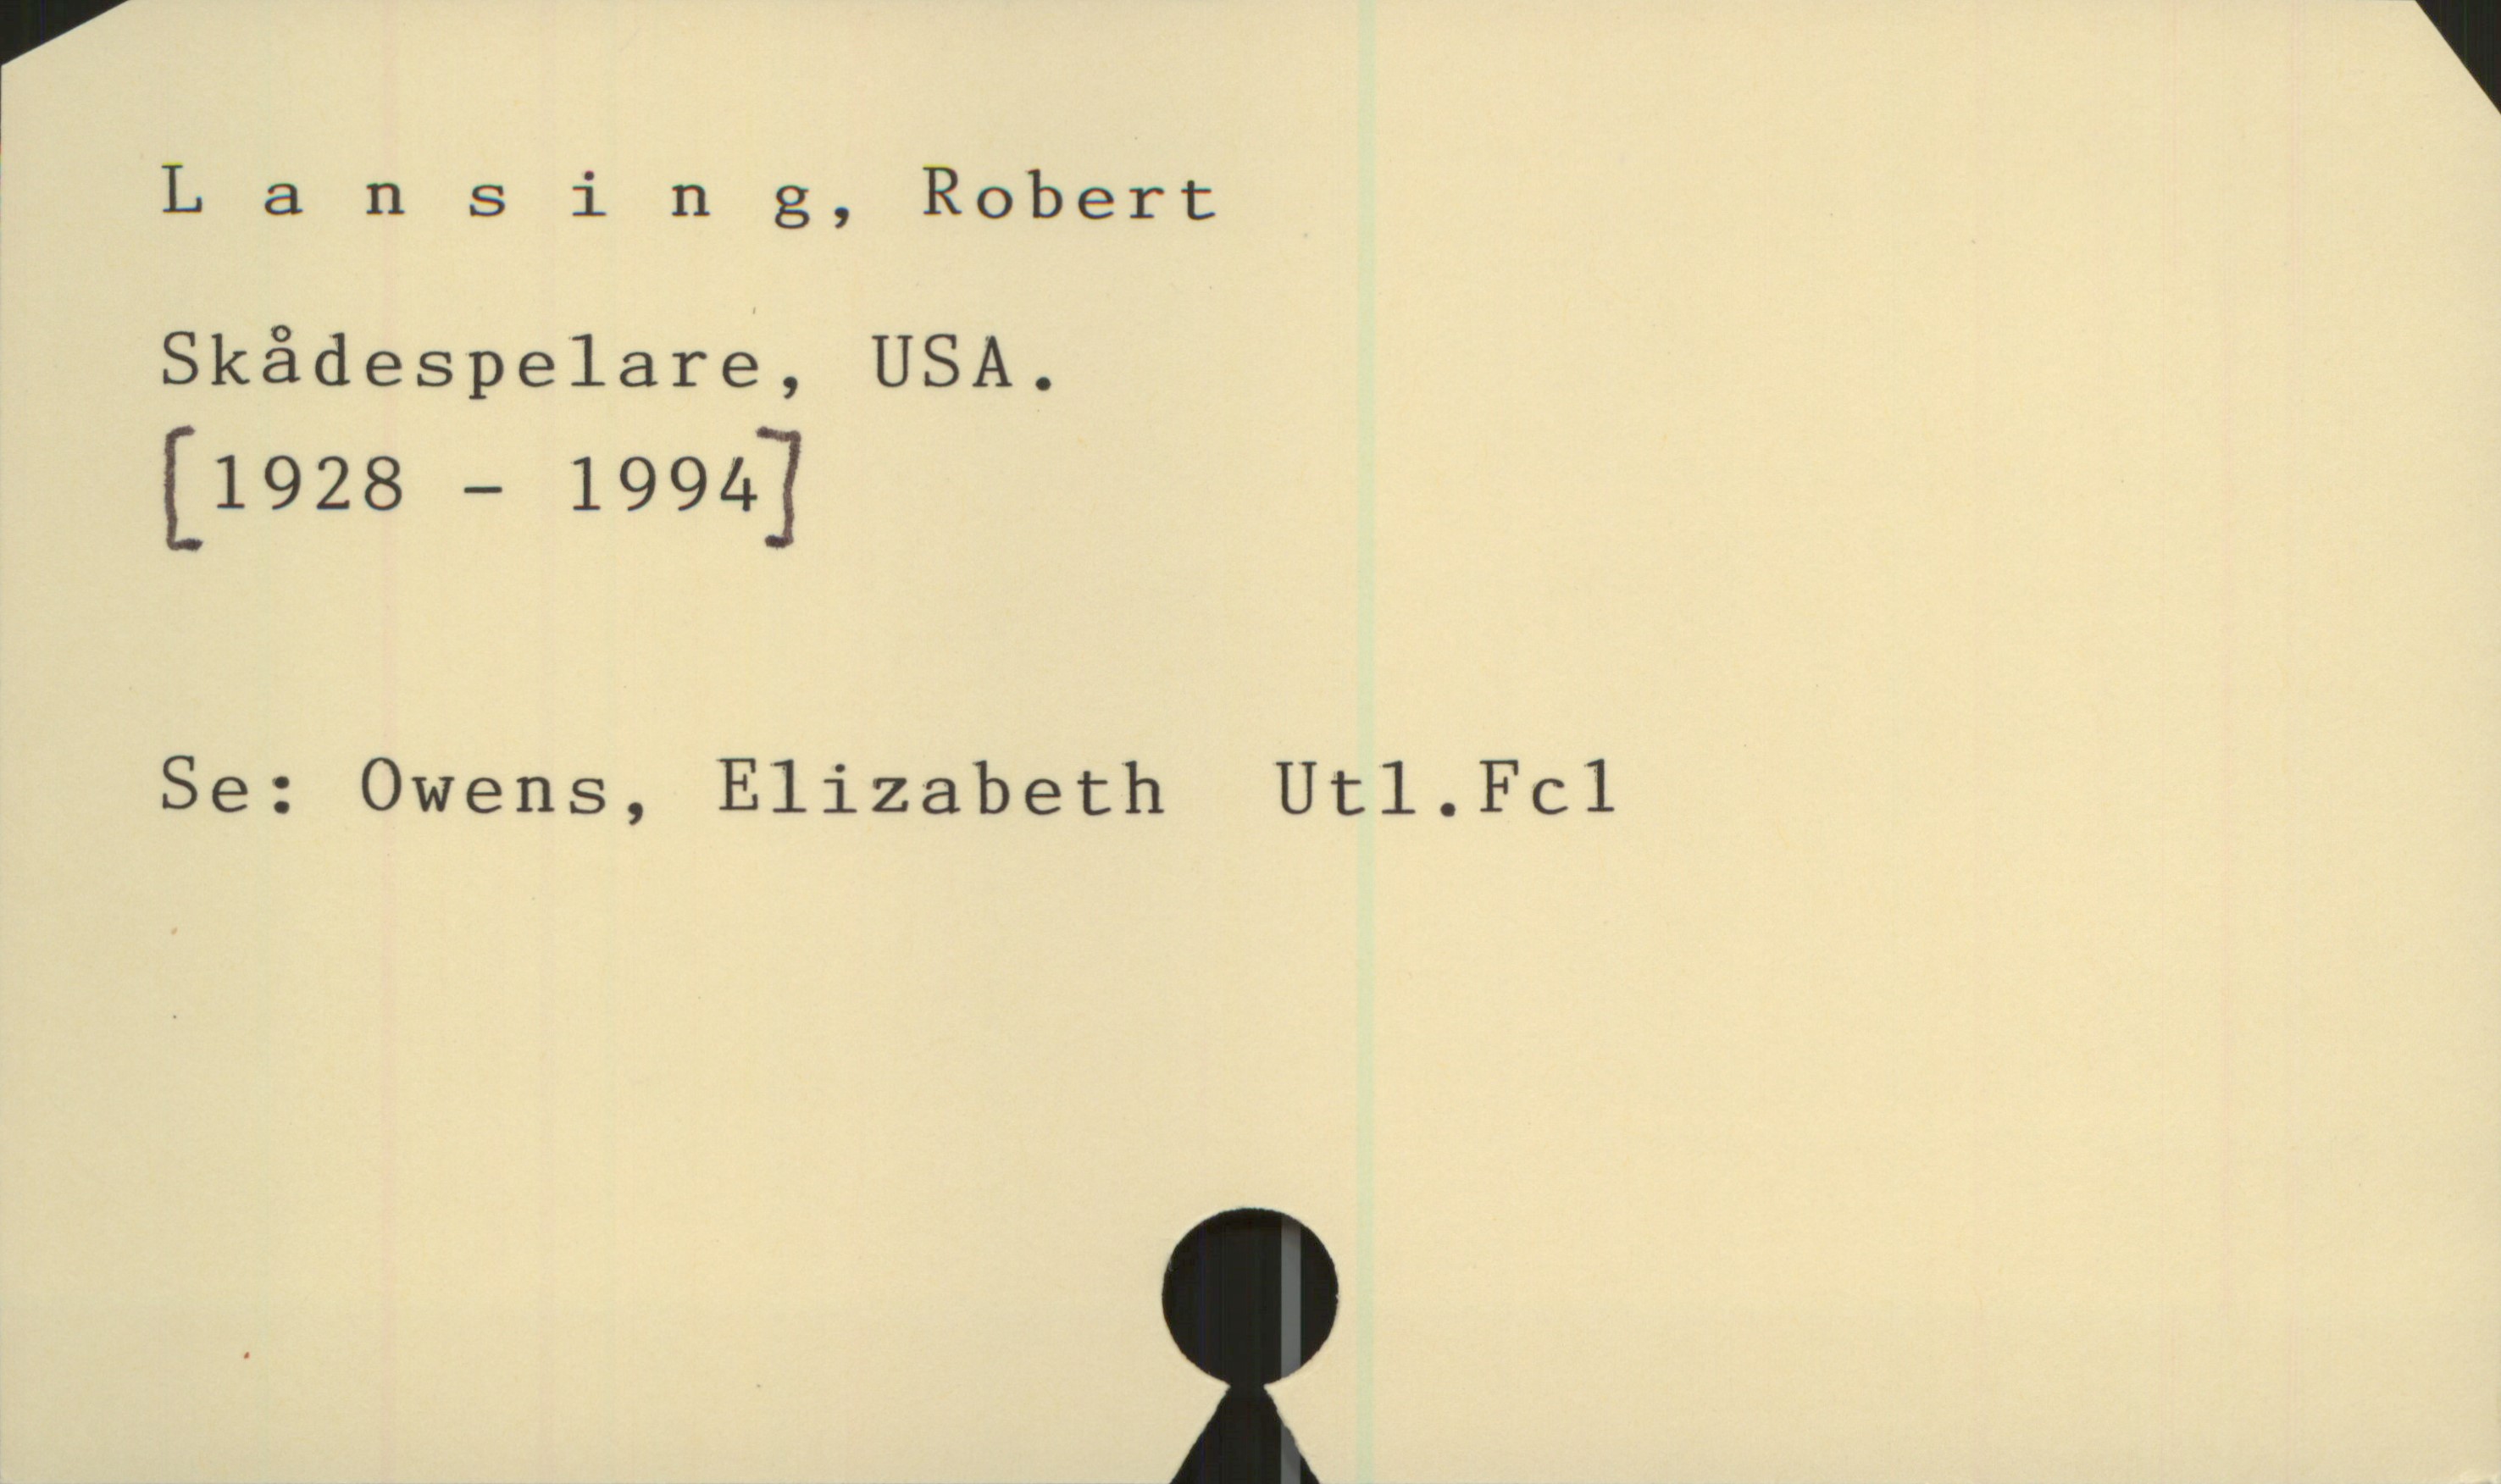 L a n s i n g, Robert
Skådespelare, USA.
[1928 - 1994]
Se: Owens, Elizabeth Utl.Fcl